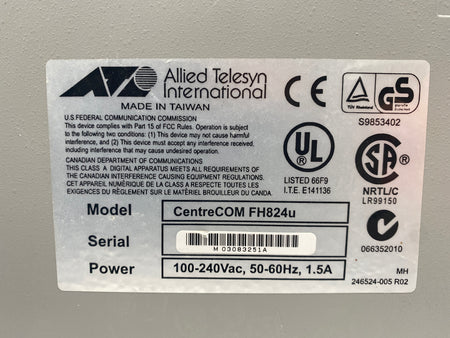 Allied Telesyn
International
MADE IN TAIWAN
U.S. FEDERAL COMMUNICATION COMMISSION
This device complies with Part 15 of FCC Rules. Operation is subject to
the following two conditions: (1) This device may not cause harmful
interference, and (2) This device must accept interference received,
including interference that may cause undesired operation.
CANADIAN DEPARTMENT OF COMMUNICATIONS
THIS CLASS A DIGITAL APPARATUS MEETS ALL REQUIREMENTS OF
THE CANADIAN INTERFERENCE CAUSING EQUIPMENT REGULATIONS.
CET APPAREIL NUMÉRIQUE DE LA CLASS A RESPECTE TOUTES LES
EXIGENCES DU RÈGLEMENT SUR LE MATÉRIEL BROUILLEUR DU CANADA.
CE
TÜV Rheinland
GS
S9853402
UL
LISTED 66F9
I.T.E. E141136
SA
NRTL/C
LR99150
Model CentreCOM FH824u
Serial
M 03083251A
Power 100-240Vac, 50-60Hz, 1.5A
N
066352010
MH
246524-005 R02